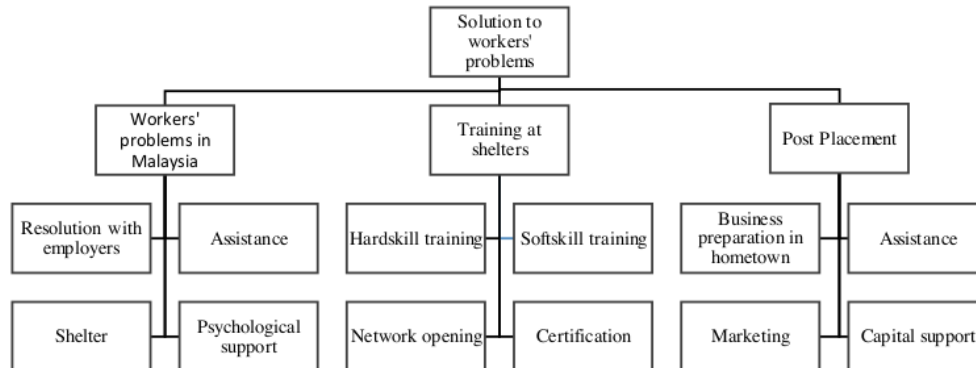 Solution to
workers'
problems
Workers'
problems in
Malaysia
Training at
shelters
Post Placement
Resolution with
employers
Assistance
Hardskill training
Softskill training
Business
preparation in
hometown
Assistance
Shelter
Psychological
support
Network opening
Certification
Marketing
Capital support